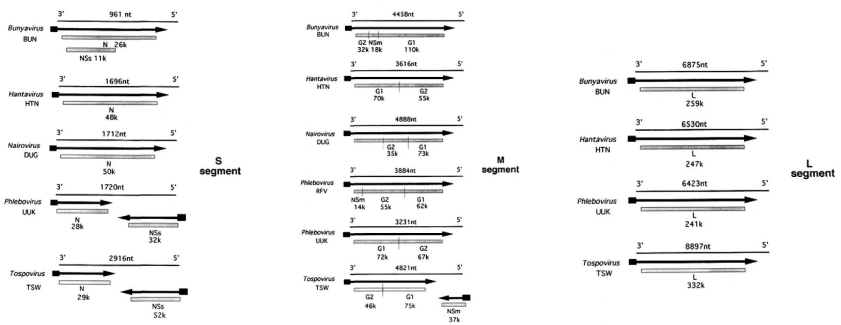 3' 961 nt 5'
Bunyavirus
BUN
N 26k
NSs 11k
3' 1696nt 5'
Hantavirus
HTN
N
48k
3' 1712nt 5'
Nairovirus
DUG
N
50k
3' 1720nt 5'
Phlebovirus
UUK
N
28k
NSs
32k
3' 2916nt 5'
Tospovirus
TSW
N
29k
NSs
52k
S
segment
3' 4458nt 5'
Bunyavirus
BUN
G2 NSm G1
32k 18k 110k
3' 3616nt 5'
Hantavirus
HTN
G1 G2
70k 55k
3' 4888nt 5'
Nairovirus
DUG
G2 G1
35k 73k
3' 3884nt 5'
Phlebovirus
RFV
NSm G2 G1
14k 55k 62k
3' 3231nt 5'
Phlebovirus
UUK
G1 G2
72k 67k
3' 4821nt 5'
Tospovirus
TSW
G2 G1
46k 75k
NSm
37k
M
segment
3' 6875nt 5'
Bunyavirus
BUN
L
259k
3' 6530nt 5'
Hantavirus
HTN
L
247k
3' 6423nt 5'
Phlebovirus
UUK
L
241k
3' 8897nt 5'
Tospovirus
TSW
L
332k
L
segment